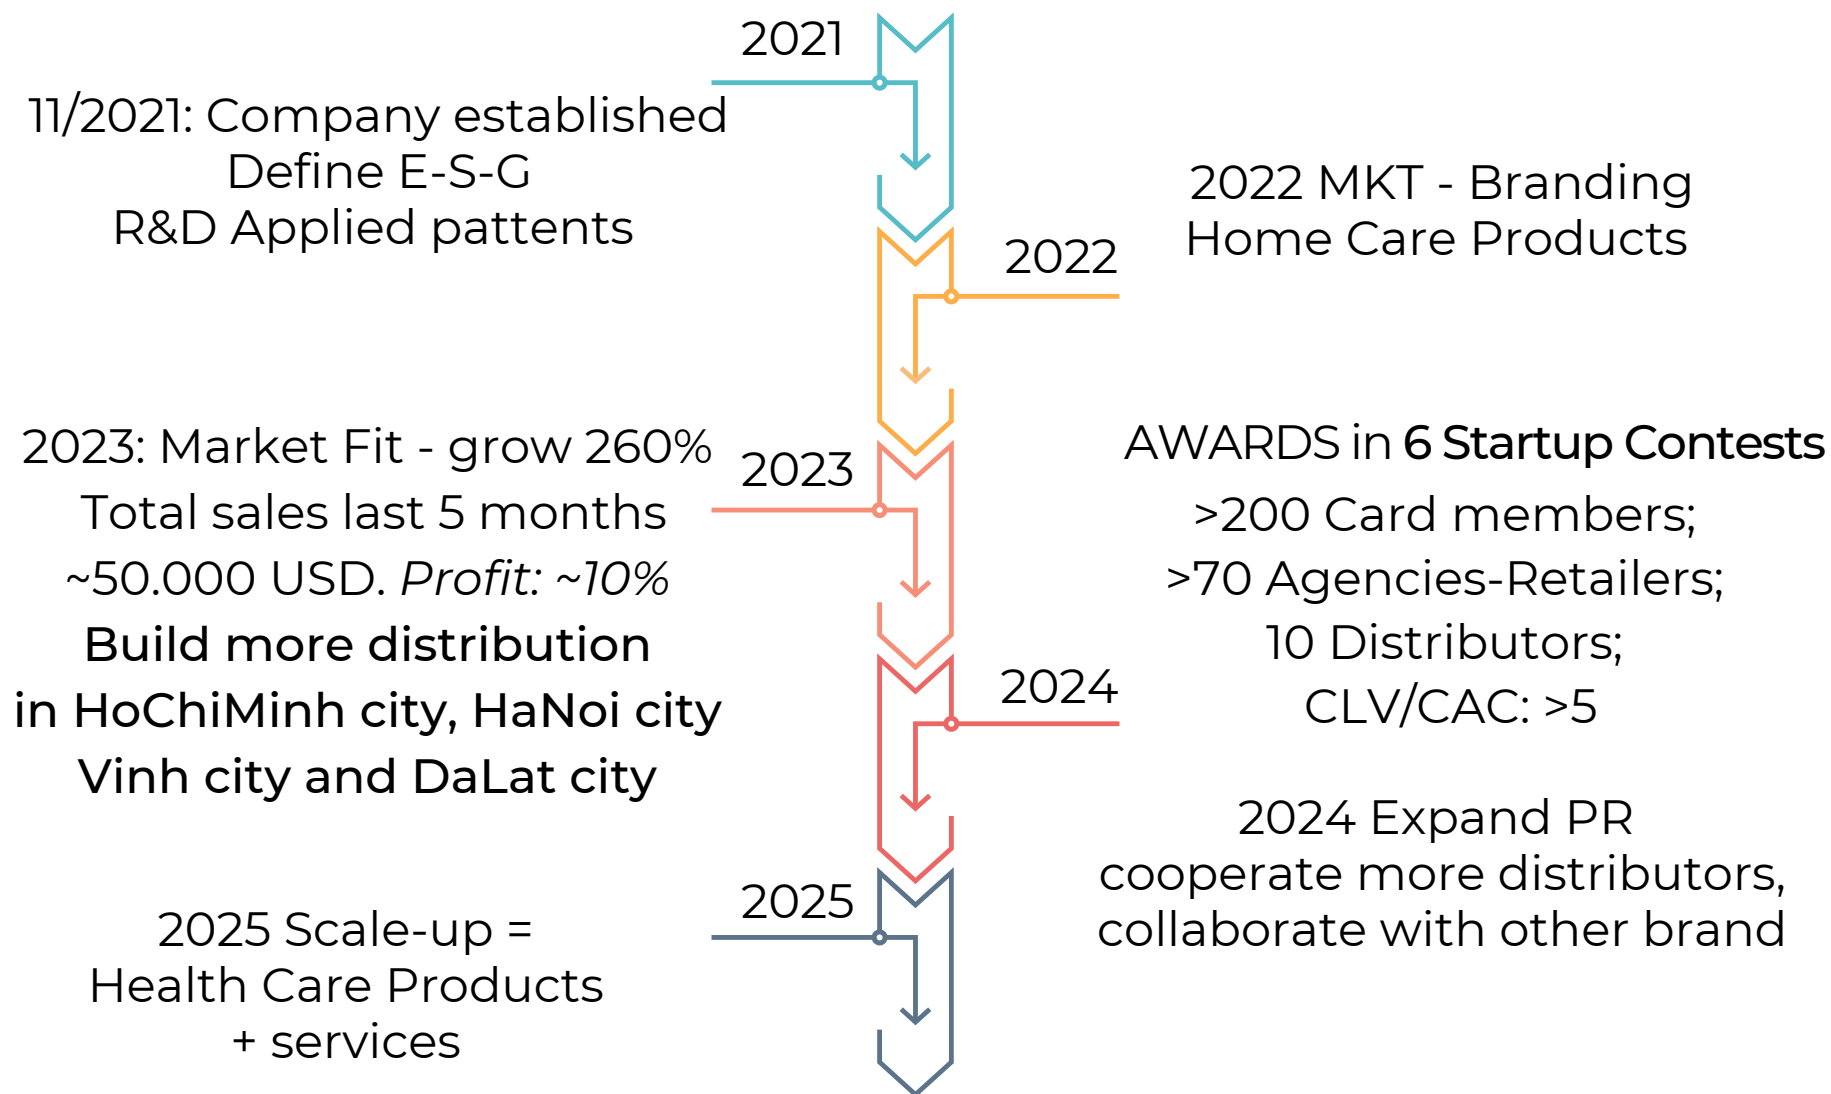 2021
11/2021: Company established
Define E-S-G
R&D Applied pattents
2022 MKT - Branding
Home Care Products
2022
2023: Market Fit - grow 260%
Total sales last 5 months
~50.000 USD. Profit: ~10%
Build more distribution
in HoChiMinh city, HaNoi city
Vinh city and DaLat city
2023
AWARDS in 6 Startup Contests
>200 Card members;
>70 Agencies-Retailers;
10 Distributors;
CLV/CAC: >5
2024
2024 Expand PR
cooperate more distributors,
collaborate with other brand
2025
2025 Scale-up =
Health Care Products
+ services